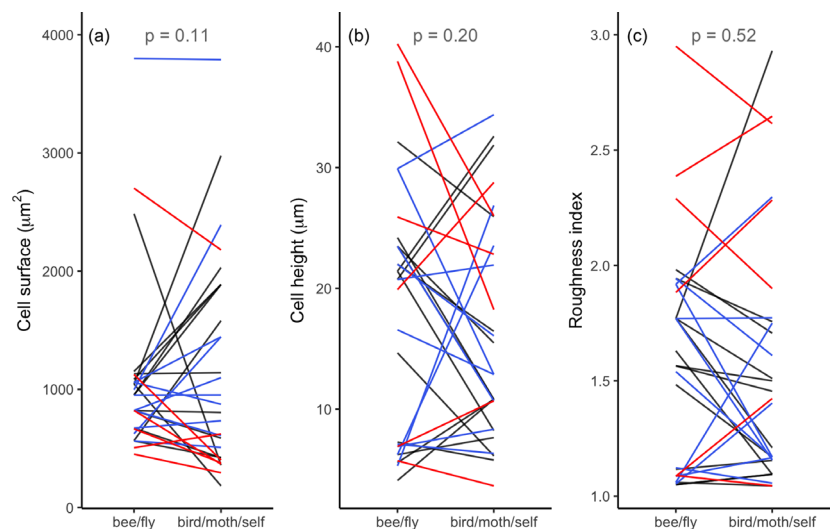 (a) p = 0.11
Cell surface (μm²)
4000
3000
2000
1000
0
bee/fly bird/moth/self
(b) p = 0.20
Cell height (μm)
40
30
20
10
bee/fly bird/moth/self
(c) p = 0.52
Roughness index
3.0
2.5
2.0
1.5
1.0
bee/fly bird/moth/self